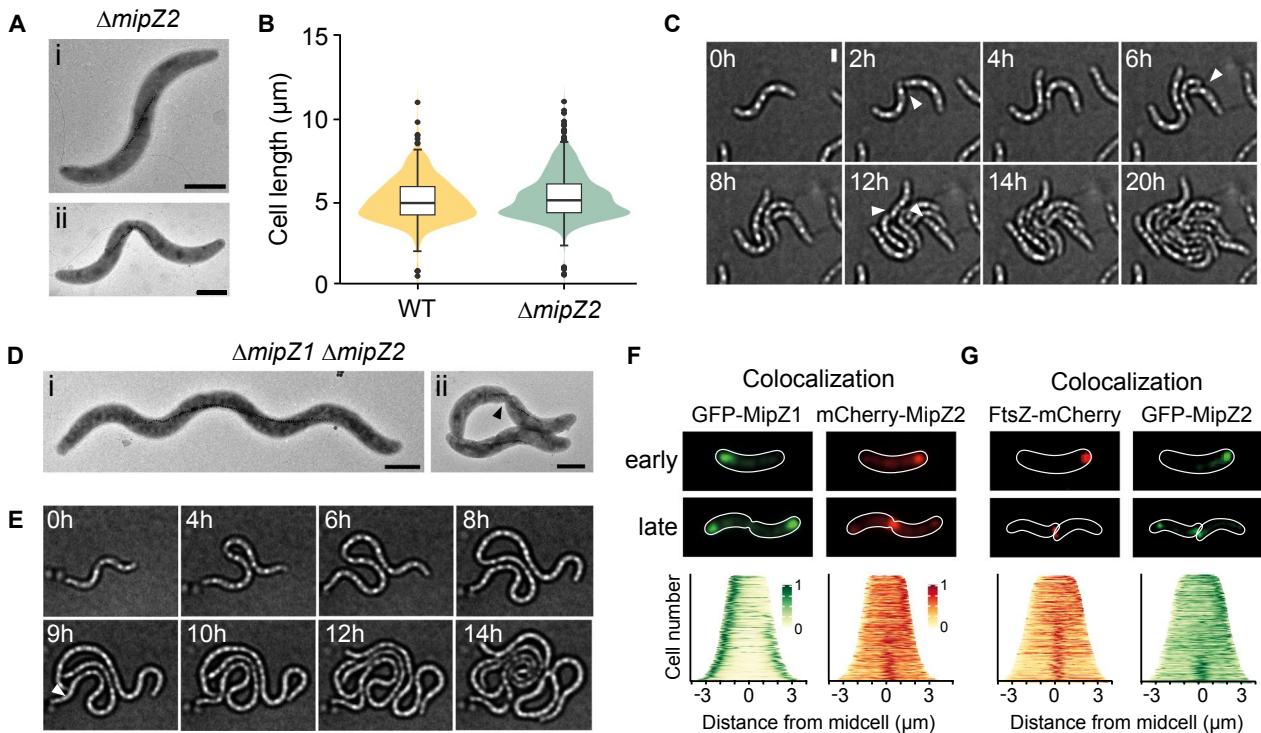 A
ΔmipZ2
i
ii
B
Cell length (µm)
15
10
5
0
WT
ΔmipZ2
C
0h
2h
4h
6h
8h
12h
14h
20h
D
ΔmipZ1 ΔmipZ2
i
ii
E
0h
4h
6h
8h
9h
10h
12h
14h
F
Colocalization
GFP-MipZ1
mCherry-MipZ2
early
late
Cell number
1
0
1
0
-3
0
3
-3
0
3
Distance from midcell (µm)
G
Colocalization
FtsZ-mCherry
GFP-MipZ2
-3
0
3
-3
0
3
Distance from midcell (µm)